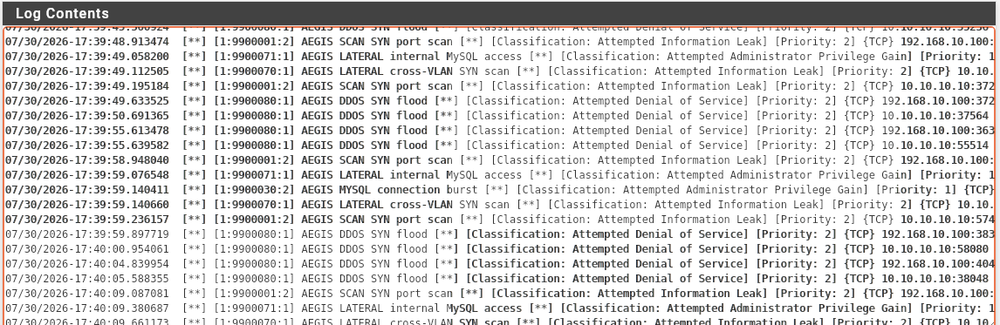 Log Contents
07/30/2026-17:39:48.913474 [**] [1:9900001:2] AEGIS SCAN SYN port scan [**] [Classification: Attempted Information Leak] [Priority: 2] {TCP} 192.168.10.100:
07/30/2026-17:39:49.058200 [**] [1:9900071:1] AEGIS LATERAL internal MySQL access [**] [Classification: Attempted Administrator Privilege Gain] [Priority: 1
07/30/2026-17:39:49.112505 [**] [1:9900070:1] AEGIS LATERAL cross-VLAN SYN scan [**] [Classification: Attempted Information Leak] [Priority: 2] {TCP} 10.10.
07/30/2026-17:39:49.195184 [**] [1:9900001:2] AEGIS SCAN SYN port scan [**] [Classification: Attempted Information Leak] [Priority: 2] {TCP} 10.10.10.10:372
07/30/2026-17:39:49.633525 [**] [1:9900080:1] AEGIS DDOS SYN flood [**] [Classification: Attempted Denial of Service] [Priority: 2] {TCP} 192.168.10.100:372
07/30/2026-17:39:50.691365 [**] [1:9900080:1] AEGIS DDOS SYN flood [**] [Classification: Attempted Denial of Service] [Priority: 2] {TCP} 10.10.10.10:37564
07/30/2026-17:39:55.613478 [**] [1:9900080:1] AEGIS DDOS SYN flood [**] [Classification: Attempted Denial of Service] [Priority: 2] {TCP} 192.168.10.100:363
07/30/2026-17:39:55.639582 [**] [1:9900080:1] AEGIS DDOS SYN flood [**] [Classification: Attempted Denial of Service] [Priority: 2] {TCP} 10.10.10.10:55514
07/30/2026-17:39:58.948040 [**] [1:9900001:2] AEGIS SCAN SYN port scan [**] [Classification: Attempted Information Leak] [Priority: 2] {TCP} 192.168.10.100:
07/30/2026-17:39:59.076548 [**] [1:9900071:1] AEGIS LATERAL internal MySQL access [**] [Classification: Attempted Administrator Privilege Gain] [Priority: 1
07/30/2026-17:39:59.140411 [**] [1:9900030:2] AEGIS MYSQL connection burst [**] [Classification: Attempted Administrator Privilege Gain] [Priority: 1] {TCP}
07/30/2026-17:39:59.140660 [**] [1:9900070:1] AEGIS LATERAL cross-VLAN SYN scan [**] [Classification: Attempted Information Leak] [Priority: 2] {TCP} 10.10.
07/30/2026-17:39:59.236157 [**] [1:9900001:2] AEGIS SCAN SYN port scan [**] [Classification: Attempted Information Leak] [Priority: 2] {TCP} 10.10.10.10:574
07/30/2026-17:39:59.897719 [**] [1:9900080:1] AEGIS DDOS SYN flood [**] [Classification: Attempted Denial of Service] [Priority: 2] {TCP} 192.168.10.100:383
07/30/2026-17:40:00.954061 [**] [1:9900080:1] AEGIS DDOS SYN flood [**] [Classification: Attempted Denial of Service] [Priority: 2] {TCP} 10.10.10.10:58080
07/30/2026-17:40:04.839954 [**] [1:9900080:1] AEGIS DDOS SYN flood [**] [Classification: Attempted Denial of Service] [Priority: 2] {TCP} 192.168.10.100:404
07/30/2026-17:40:05.588355 [**] [1:9900080:1] AEGIS DDOS SYN flood [**] [Classification: Attempted Denial of Service] [Priority: 2] {TCP} 10.10.10.10:38048
07/30/2026-17:40:09.087081 [**] [1:9900001:2] AEGIS SCAN SYN port scan [**] [Classification: Attempted Information Leak] [Priority: 2] {TCP} 192.168.10.100:
07/30/2026-17:40:09.380687 [**] [1:9900071:1] AEGIS LATERAL internal MySQL access [**] [Classification: Attempted Administrator Privilege Gain] [Priority: 1
07/30/2026-17:40:09.661173 [**] [1:9900070:1] AEGIS LATERAL cross-VLAN SYN scan [**] [Classification: Attempted Information Leak] [Priority: 2] {TCP} 10.10.